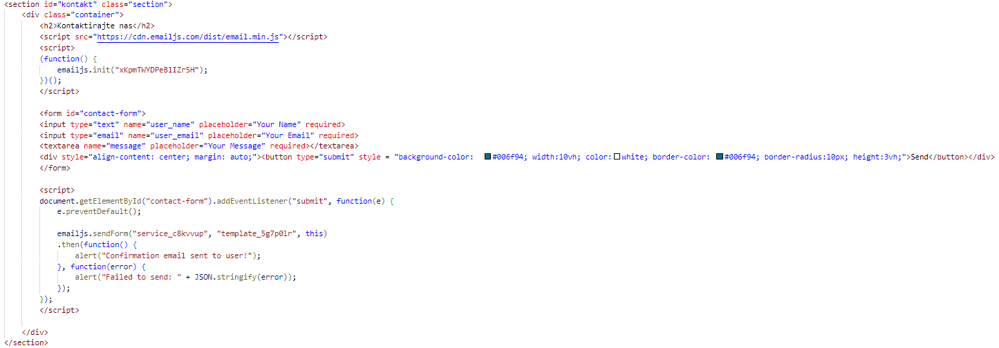 <section id="kontakt" class="section">
<div class="container">
<h2>Kontaktirajte nas</h2>
<script src="https://cdn.emailjs.com/dist/email.min.js"></script>
<script>
(function() {
emailjs.init("xKpmTWYDPeBlIZr5H");
})();
</script>
<form id="contact-form">
<input type="text" name="user_name" placeholder="Your Name" required>
<input type="email" name="user_email" placeholder="Your Email" required>
<textarea name="message" placeholder="Your Message" required></textarea>
<div style="align-content: center; margin: auto;"><button type="submit" style = "background-color: #006f94; width:10vh; color: white; border-color: #006f94; border-radius:10px; height:3vh;">Send</button></div>
</form>
<script>
document.getElementById("contact-form").addEventListener("submit", function(e) {
e.preventDefault();
emailjs.sendForm("service_c8kvvup", "template_5g7p0lr", this)
.then(function() {
alert("Confirmation email sent to user!");
}, function(error) {
alert("Failed to send: " + JSON.stringify(error));
});
});
</script>
</div>
</section>